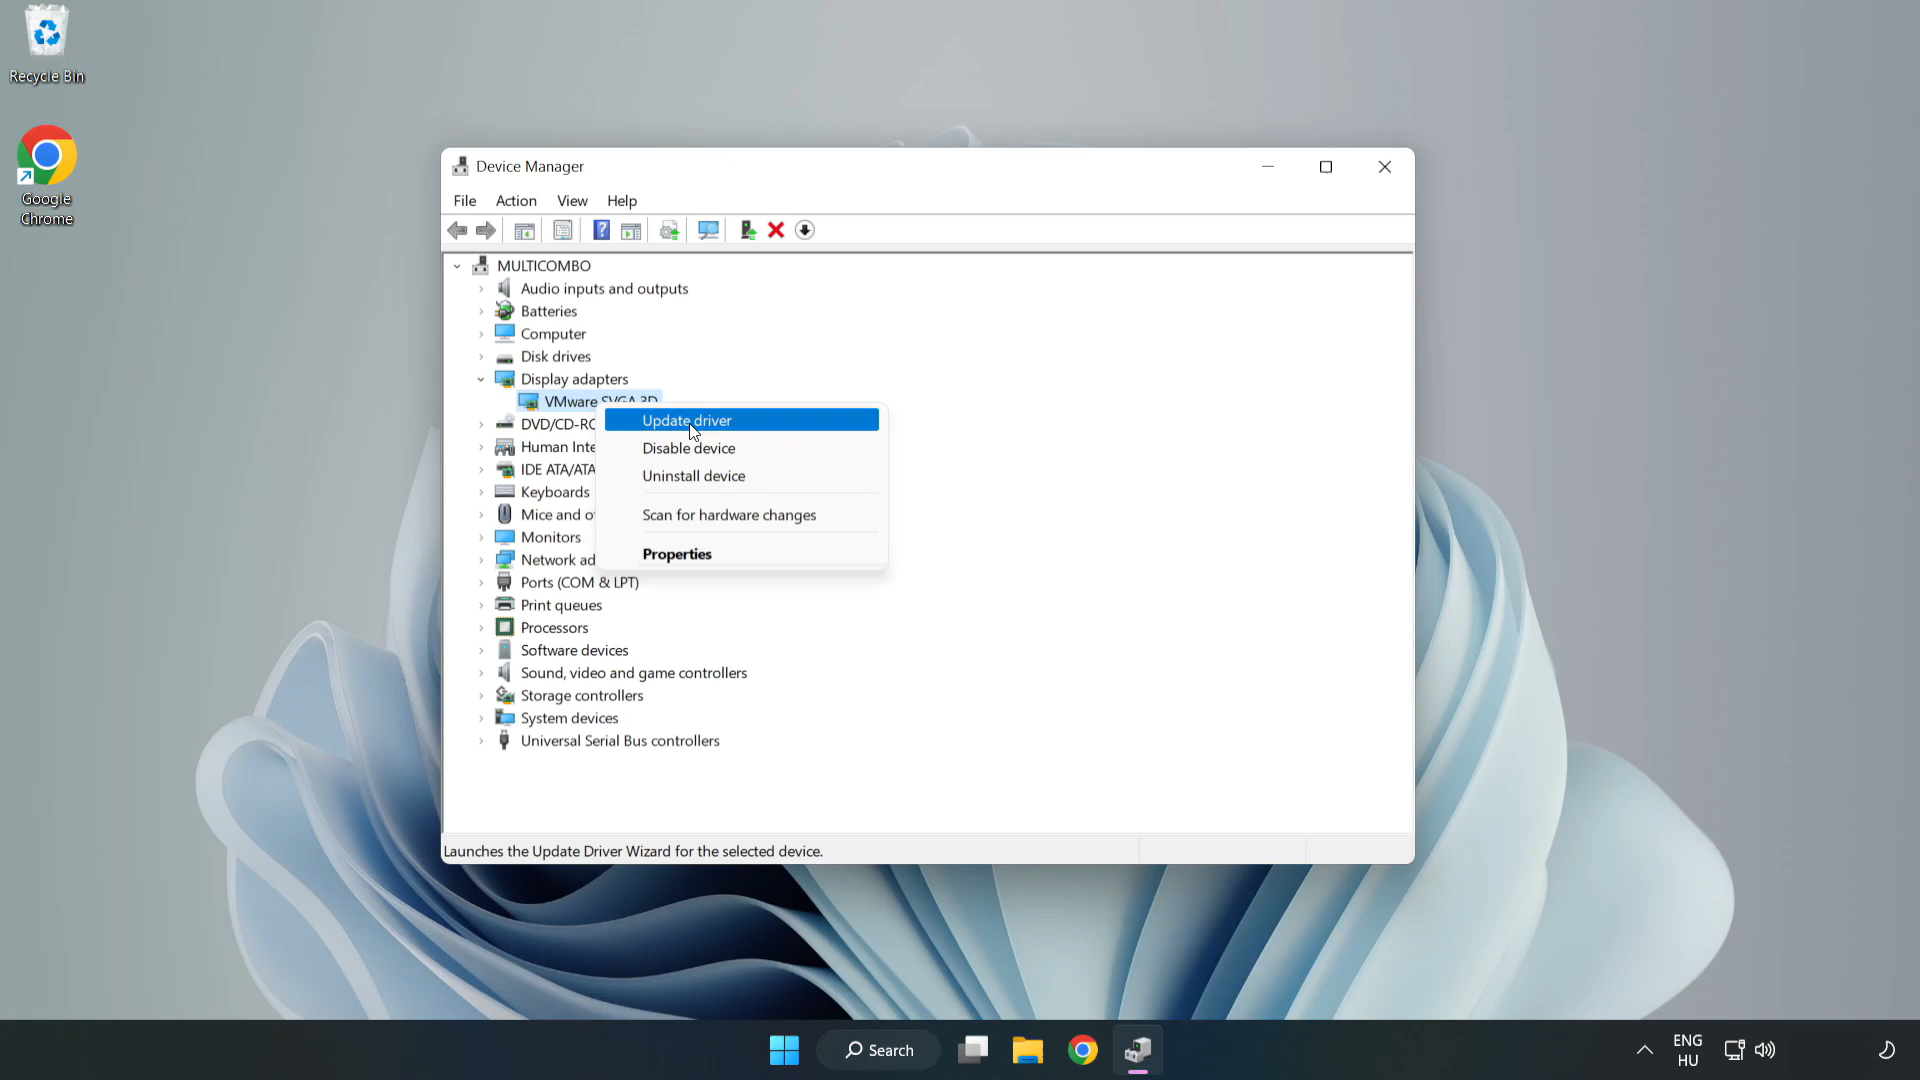 Recycle Bin
Google
Chrome
Device Manager
File Action View Help
MULTICOMBO
Audio inputs and outputs
Batteries
Computer
Disk drives
Display adapters
VMware SVGA 3D
Update driver
DVD/CD-RO
Human Inte
Disable device
IDE ATA/ATA
Uninstall device
Keyboards
Mice and ot
Scan for hardware changes
Monitors
Network ad
Properties
Ports (COM & LPT)
Print queues
Processors
Software devices
Sound, video and game controllers
Storage controllers
System devices
Universal Serial Bus controllers
Launches the Update Driver Wizard for the selected device.
Search
ENG
HU